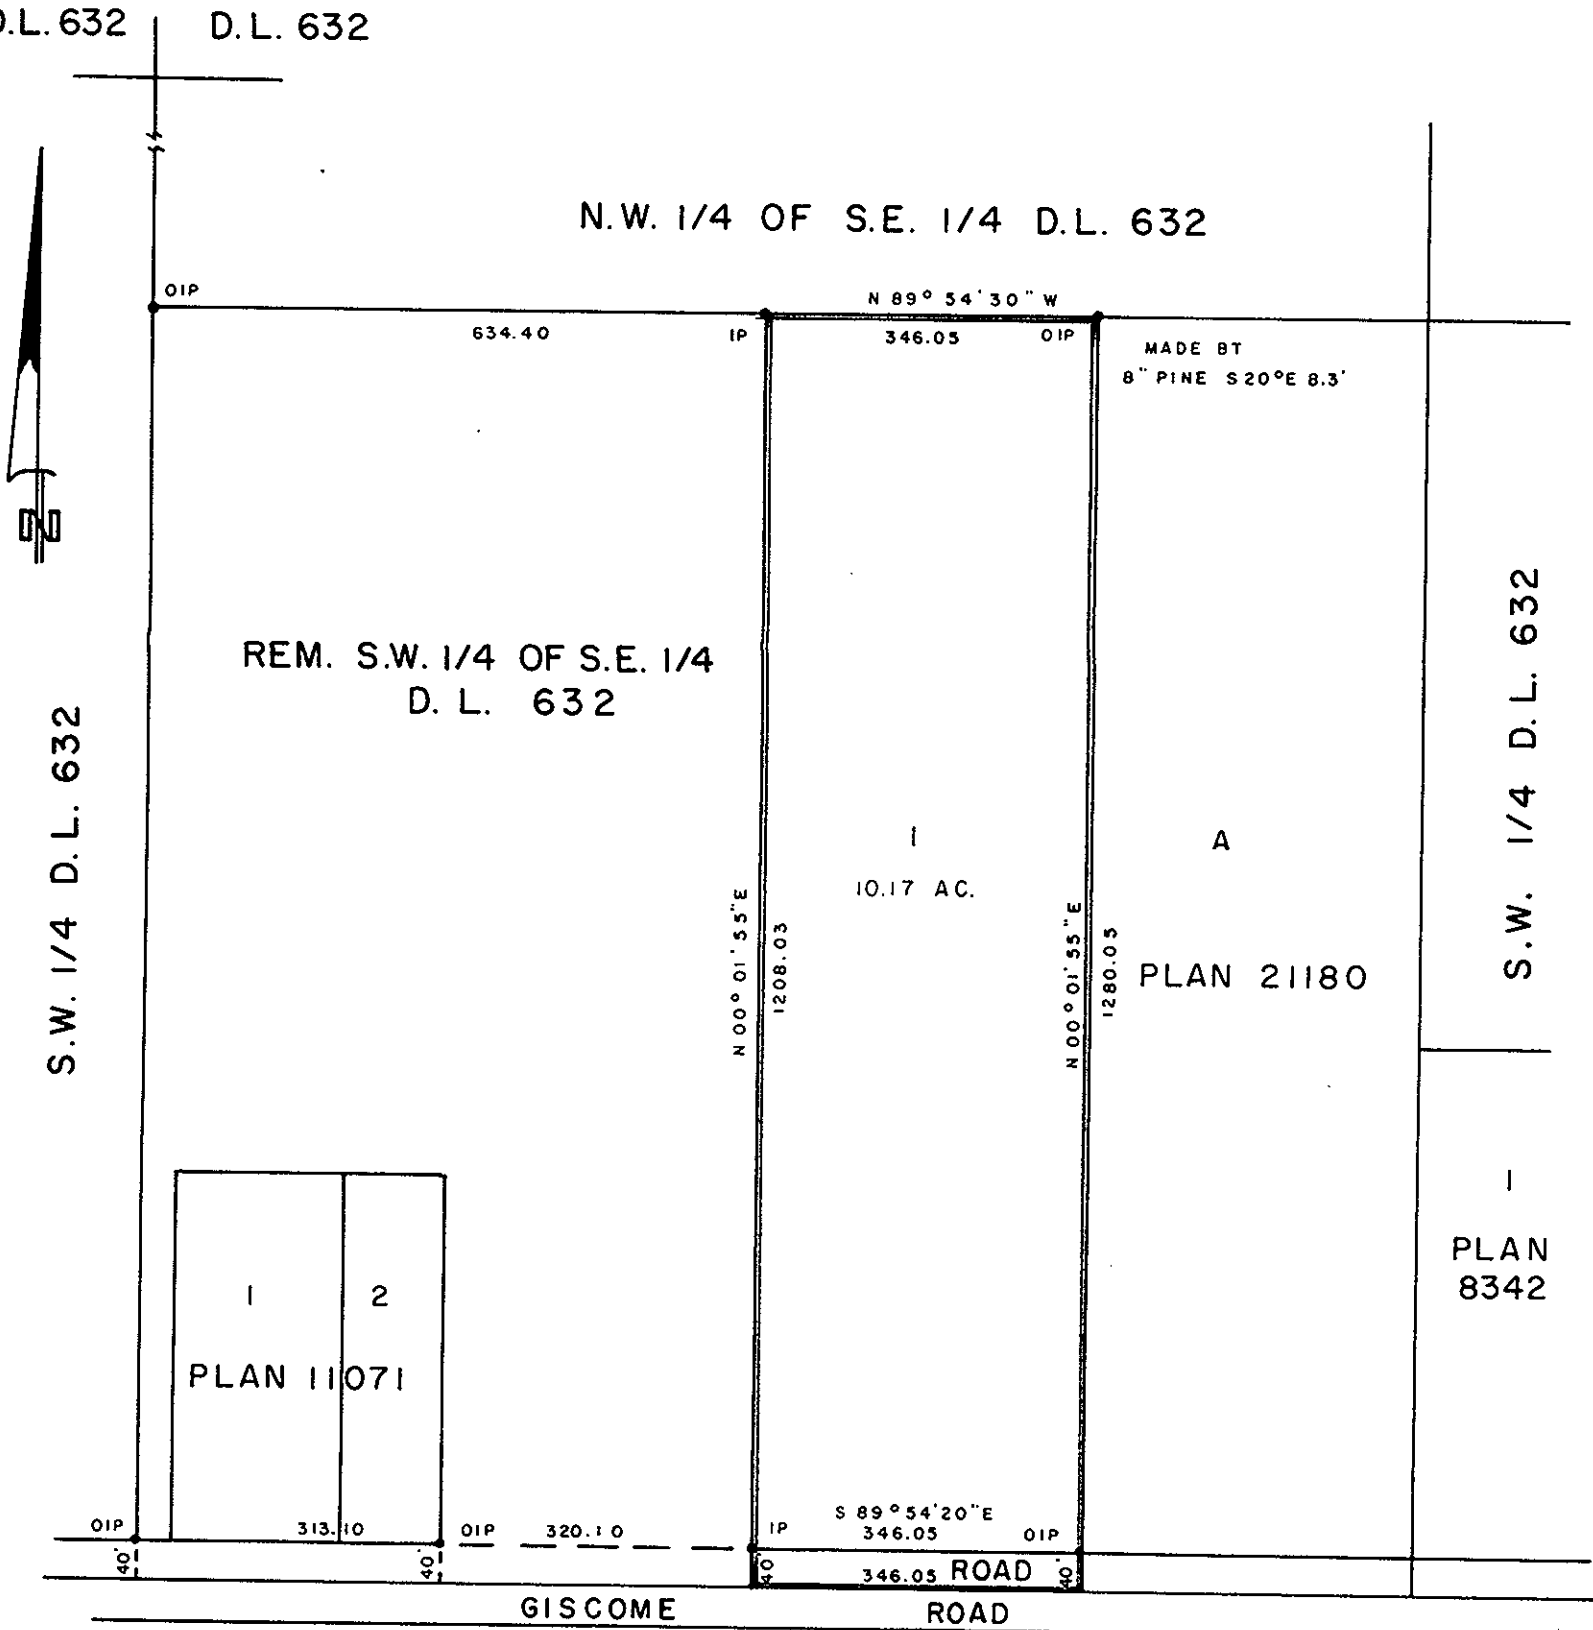 D.L. 632
D.L. 632
N.W. 1/4 OF S.E. 1/4 D.L. 632
OIP
N 89° 54' 30" W
634.40
IP
346.05
OIP
MADE BT
8" PINE S20°E 8.3'
N
REM. S.W. 1/4 OF S.E. 1/4
D.L. 632
S.W. 1/4 D.L. 632
S.W. 1/4 D.L. 632
1
10.17 AC.
A
N 00° 01' 55" E
1208.03
N 00° 01' 55" E
1280.05
PLAN 21180
1
PLAN
8342
1
2
PLAN 11071
OIP
313.10
OIP
320.10
IP
S 89° 54' 20" E
346.05
OIP
40'
40'
40'
346.05 ROAD
40'
GISCOME ROAD